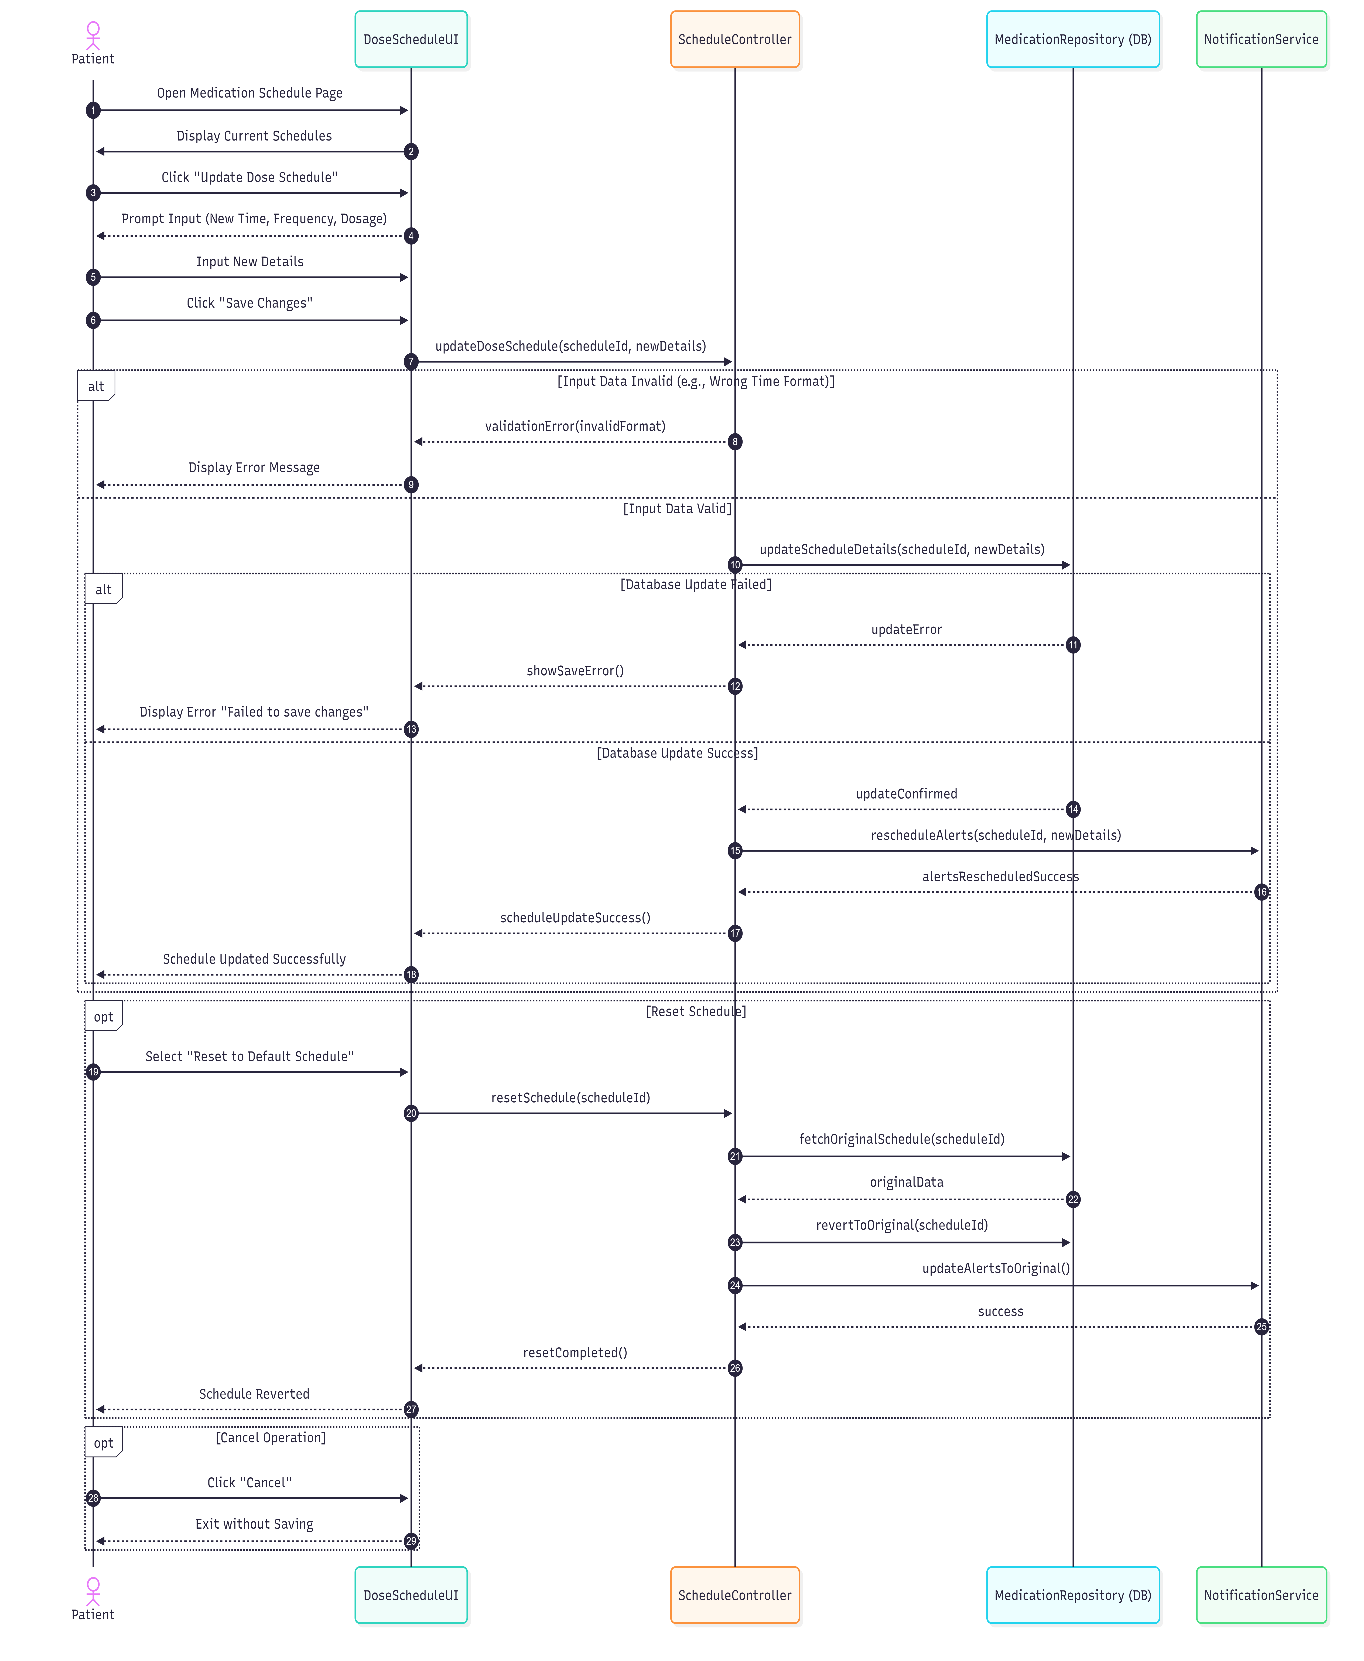 Patient
DoseScheduleUI
ScheduleController
MedicationRepository (DB)
NotificationService
Open Medication Schedule Page
1
Display Current Schedules
2
Click "Update Dose Schedule"
3
Prompt Input (New Time, Frequency, Dosage)
4
Input New Details
5
Click "Save Changes"
6
updateDoseSchedule(scheduleId, newDetails)
7
alt
[Input Data Invalid (e.g., Wrong Time Format)]
validationError(invalidFormat)
8
Display Error Message
9
[Input Data Valid]
updateScheduleDetails(scheduleId, newDetails)
10
alt
[Database Update Failed]
updateError
11
showSaveError()
12
Display Error "Failed to save changes"
13
[Database Update Success]
updateConfirmed
14
rescheduleAlerts(scheduleId, newDetails)
15
alertsRescheduledSuccess
16
scheduleUpdateSuccess()
17
Schedule Updated Successfully
18
opt
[Reset Schedule]
Select "Reset to Default Schedule"
19
resetSchedule(scheduleId)
20
fetchOriginalSchedule(scheduleId)
21
originalData
22
revertToOriginal(scheduleId)
23
updateAlertsToOriginal()
24
success
25
resetCompleted()
26
Schedule Reverted
27
opt
[Cancel Operation]
Click "Cancel"
28
Exit without Saving
29
Patient
DoseScheduleUI
ScheduleController
MedicationRepository (DB)
NotificationService